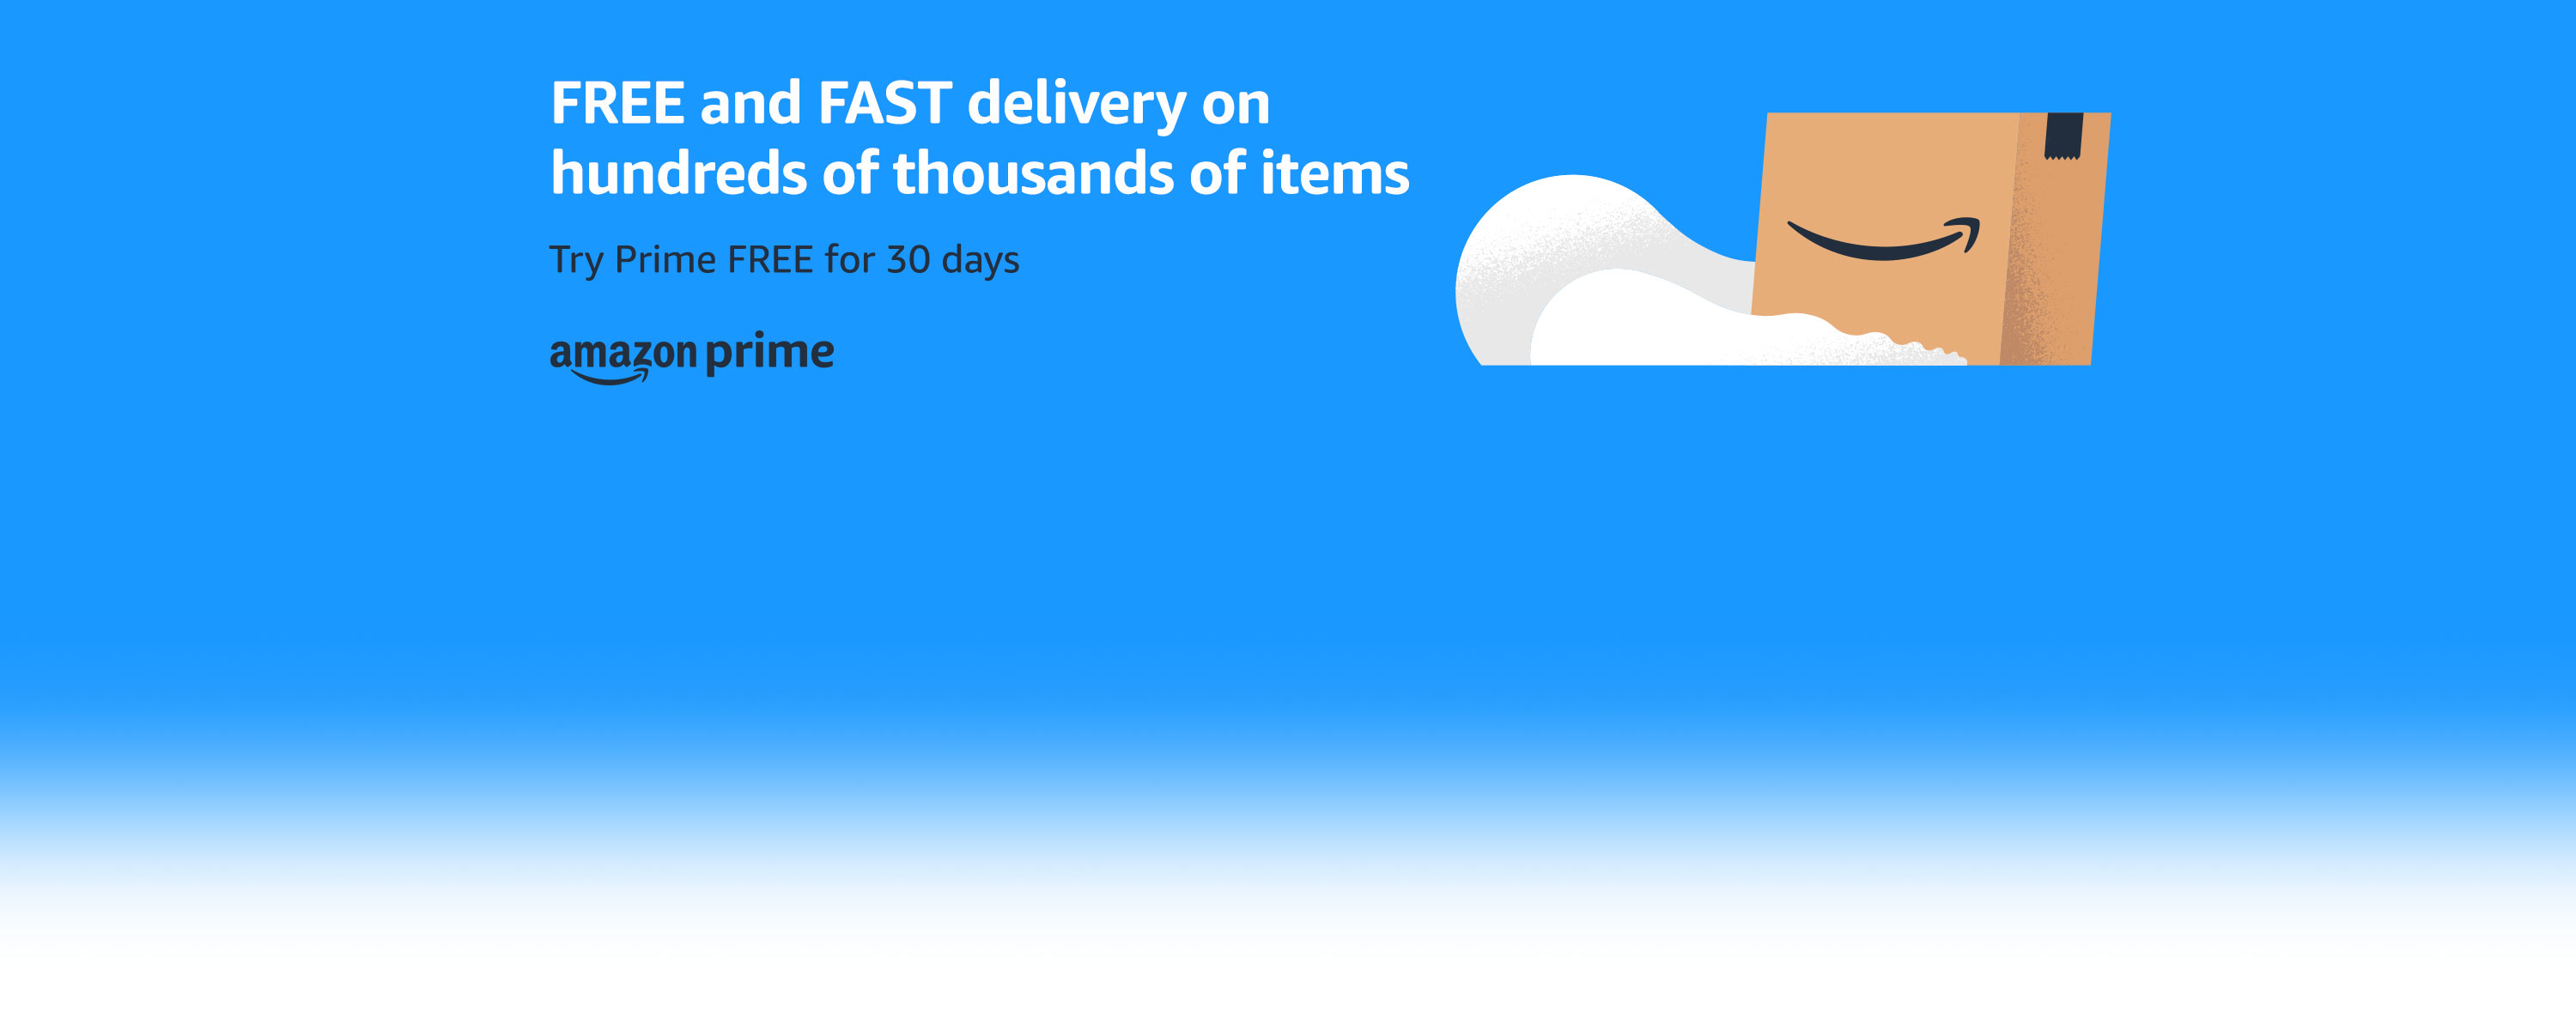 FREE and FAST delivery on
hundreds of thousands of items
Try Prime FREE for 30 days
amazon prime